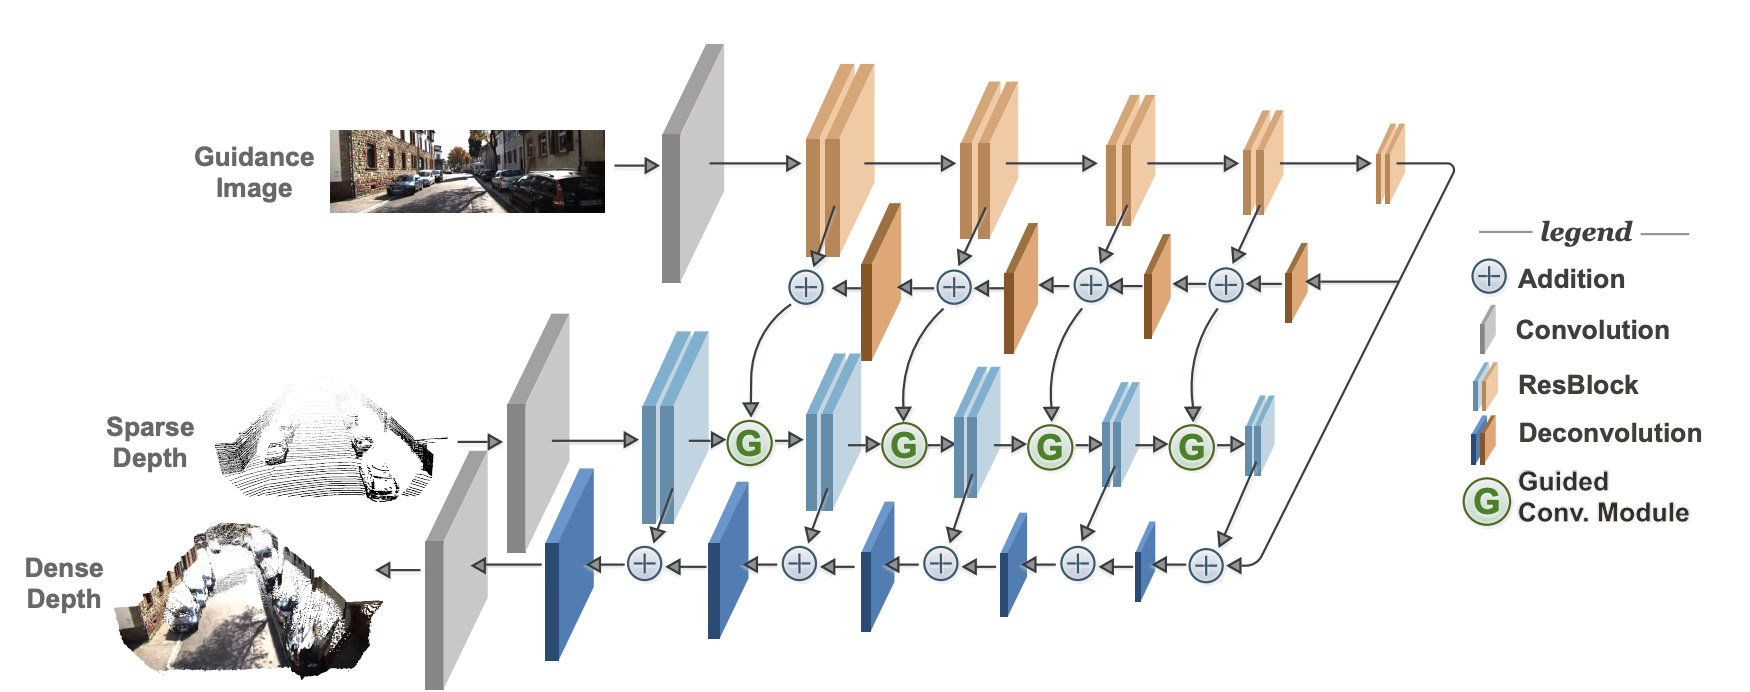 Guidance
Image
Sparse
Depth
Dense
Depth
G
G
G
G
legend
Addition
Convolution
ResBlock
Deconvolution
G
Guided
Conv. Module